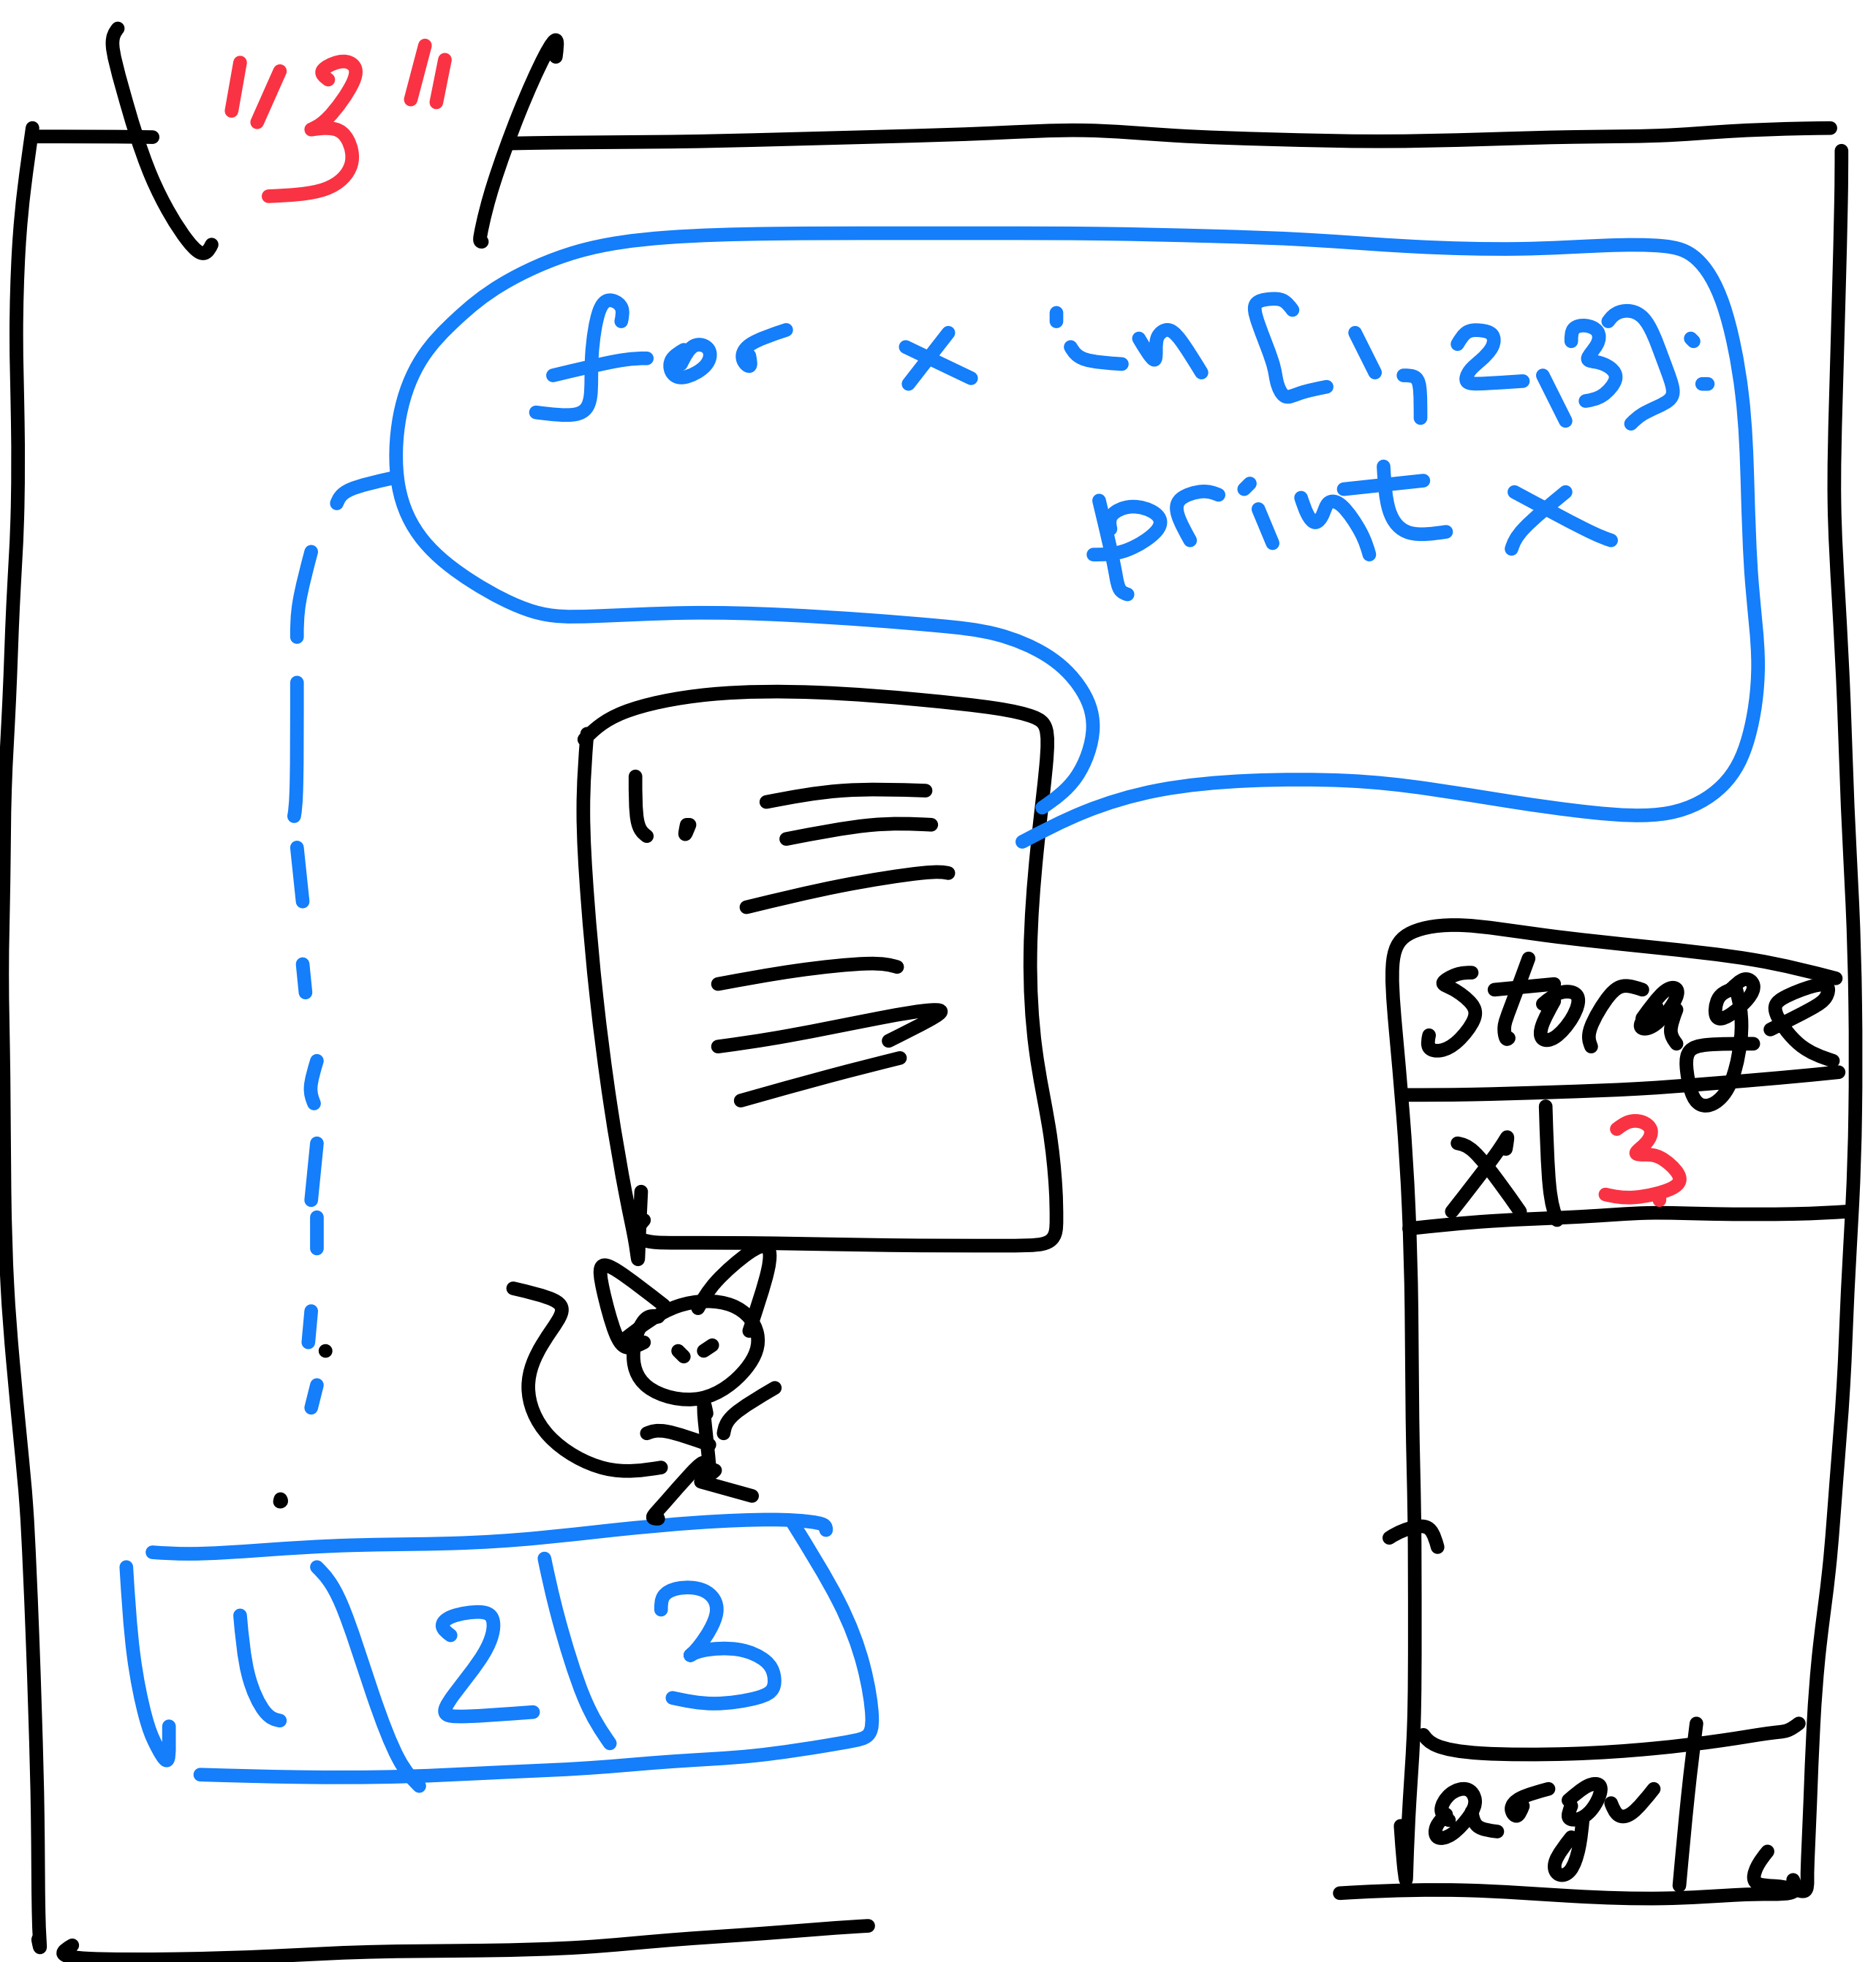 "3"
for x in [1,2,3]:
print x
1.
storage
x 3
1 2 3
argv